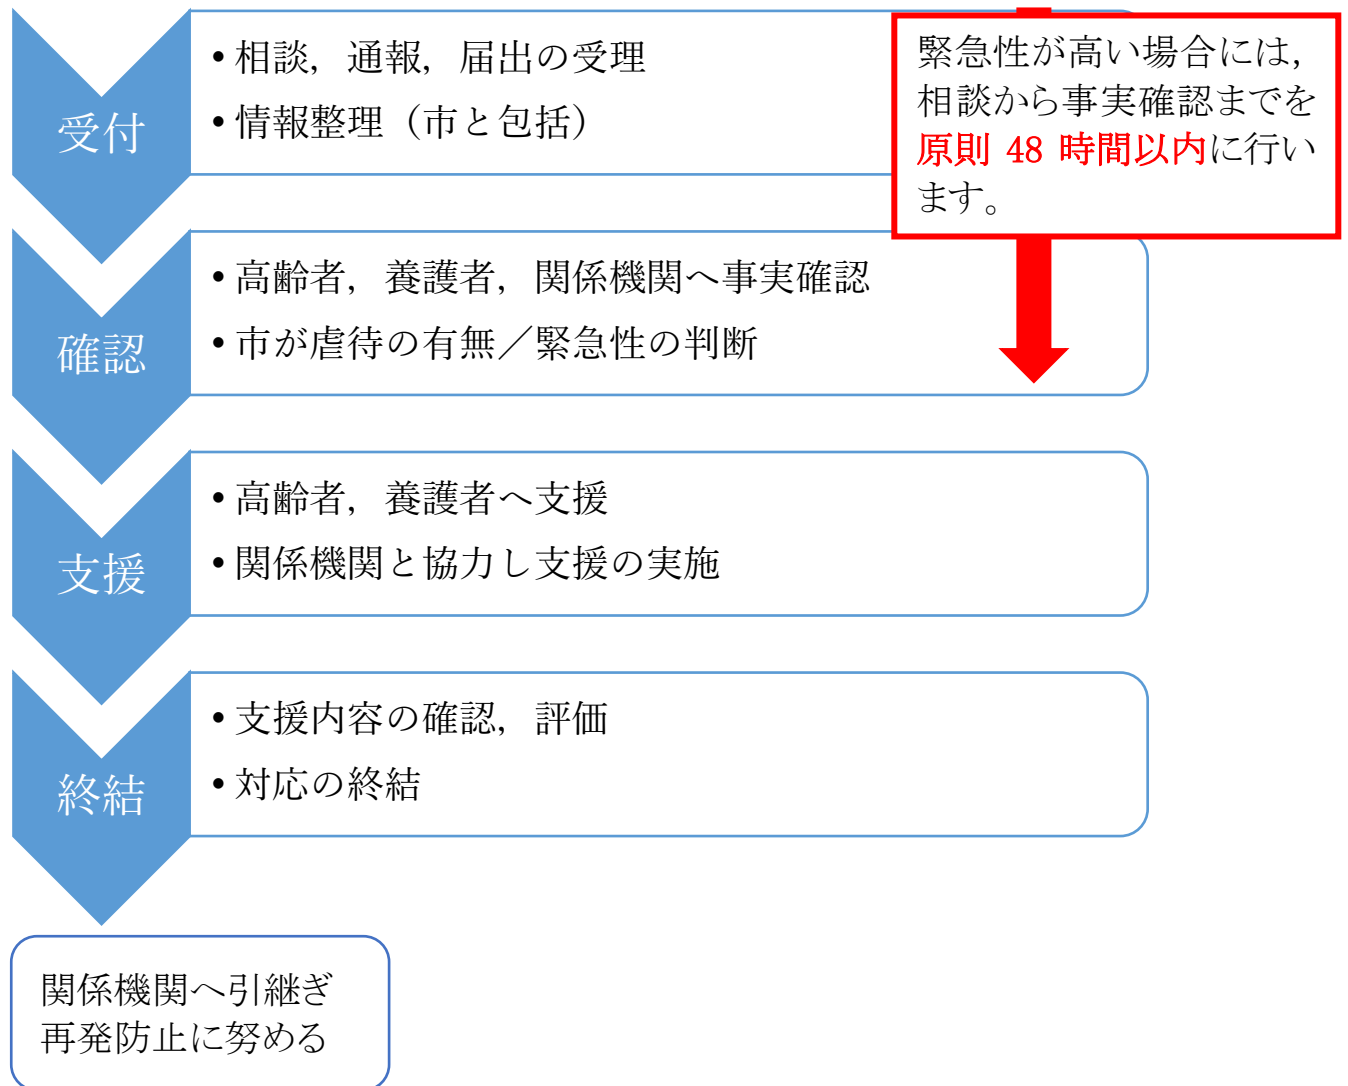 受付
• 相談，通報，届出の受理
• 情報整理（市と包括）
緊急性が高い場合には，
相談から事実確認までを
原則 48 時間以内に行い
ます。
確認
• 高齢者，養護者，関係機関へ事実確認
• 市が虐待の有無／緊急性の判断
支援
• 高齢者，養護者へ支援
• 関係機関と協力し支援の実施
終結
• 支援内容の確認，評価
• 対応の終結
関係機関へ引継ぎ
再発防止に努める